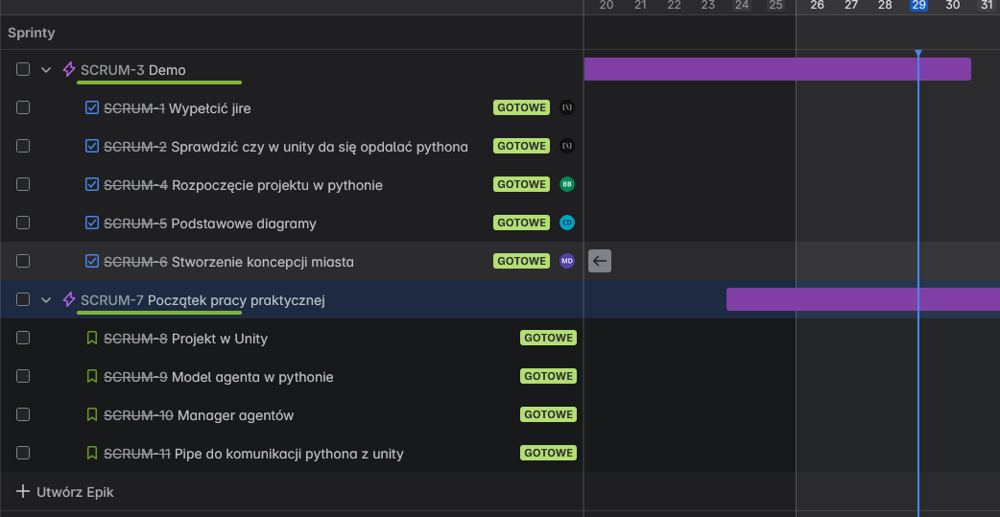 20 21 22 23 24 25 26 27 28 29 30 31
Sprinty
SCRUM-3 Demo
SCRUM-1 Wypełcić jire GOTOWE [\]
SCRUM-2 Sprawdzić czy w unity da się opdalać pythona GOTOWE [\]
SCRUM-4 Rozpoczęcie projektu w pythonie GOTOWE BB
SCRUM-5 Podstawowe diagramy GOTOWE CD
SCRUM-6 Stworzenie koncepcji miasta GOTOWE MD
SCRUM-7 Początek pracy praktycznej
SCRUM-8 Projekt w Unity GOTOWE
SCRUM-9 Model agenta w pythonie GOTOWE
SCRUM-10 Manager agentów GOTOWE
SCRUM-11 Pipe do komunikacji pythona z unity GOTOWE
Utwórz Epik